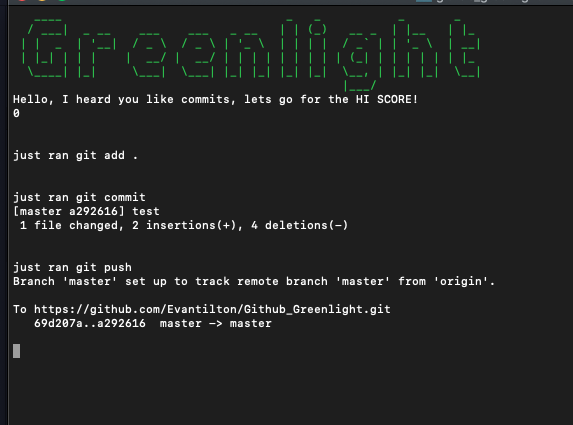 Greenlight
Hello, I heard you like commits, lets go for the HI SCORE!
0
just ran git add .
just ran git commit
[master a292616] test
1 file changed, 2 insertions(+), 4 deletions(-)
just ran git push
Branch 'master' set up to track remote branch 'master' from 'origin'.
To https://github.com/Evantilton/Github_Greenlight.git
69d207a..a292616  master -> master